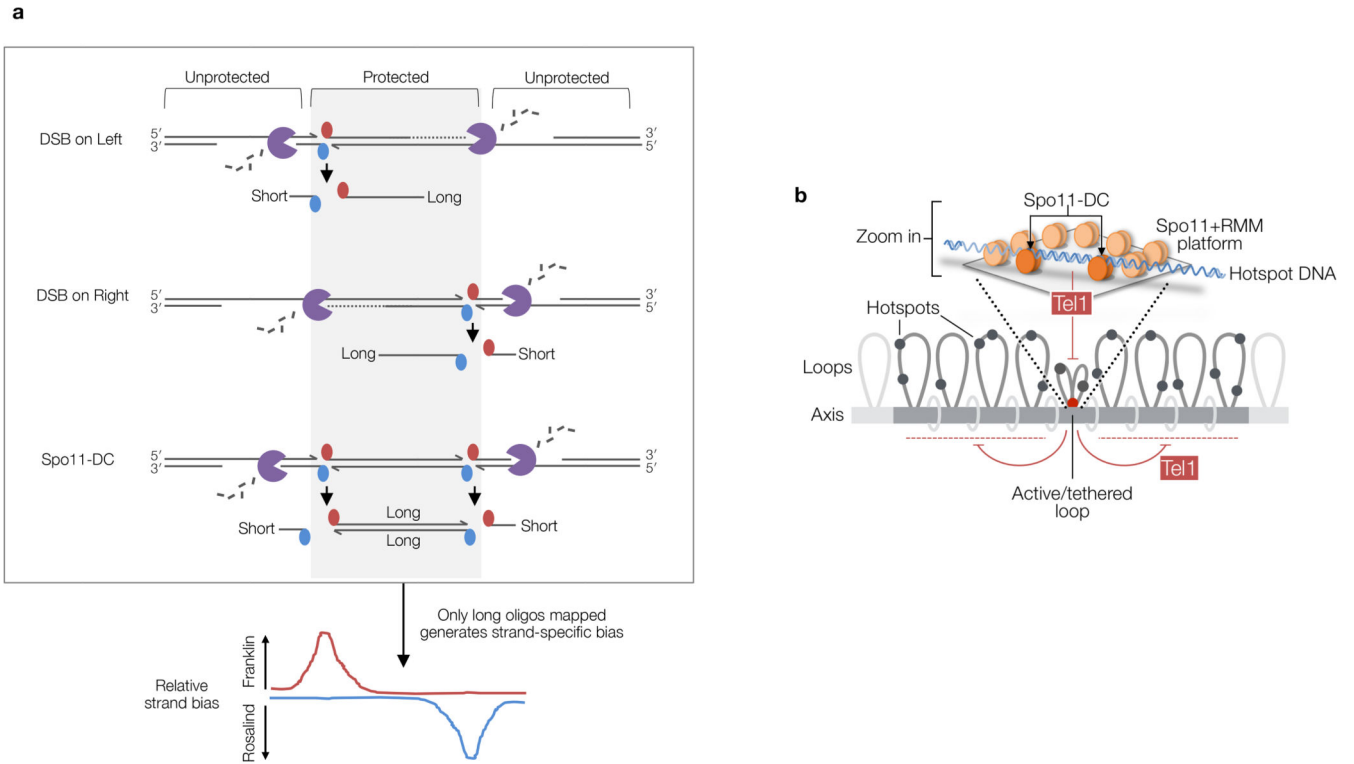 a
Unprotected
Protected
Unprotected
DSB on Left
5′
3′
3′
5′
Short
Long
DSB on Right
5′
3′
3′
5′
Long
Short
Spo11-DC
5′
3′
3′
5′
Short
Long
Long
Short
Only long oligos mapped
generates strand-specific bias
Relative
strand bias
Franklin
Rosalind
b
Spo11-DC
Zoom in
Spo11+RMM
platform
Hotspot DNA
Tel1
Hotspots
Loops
Axis
Tel1
Active/tethered
loop